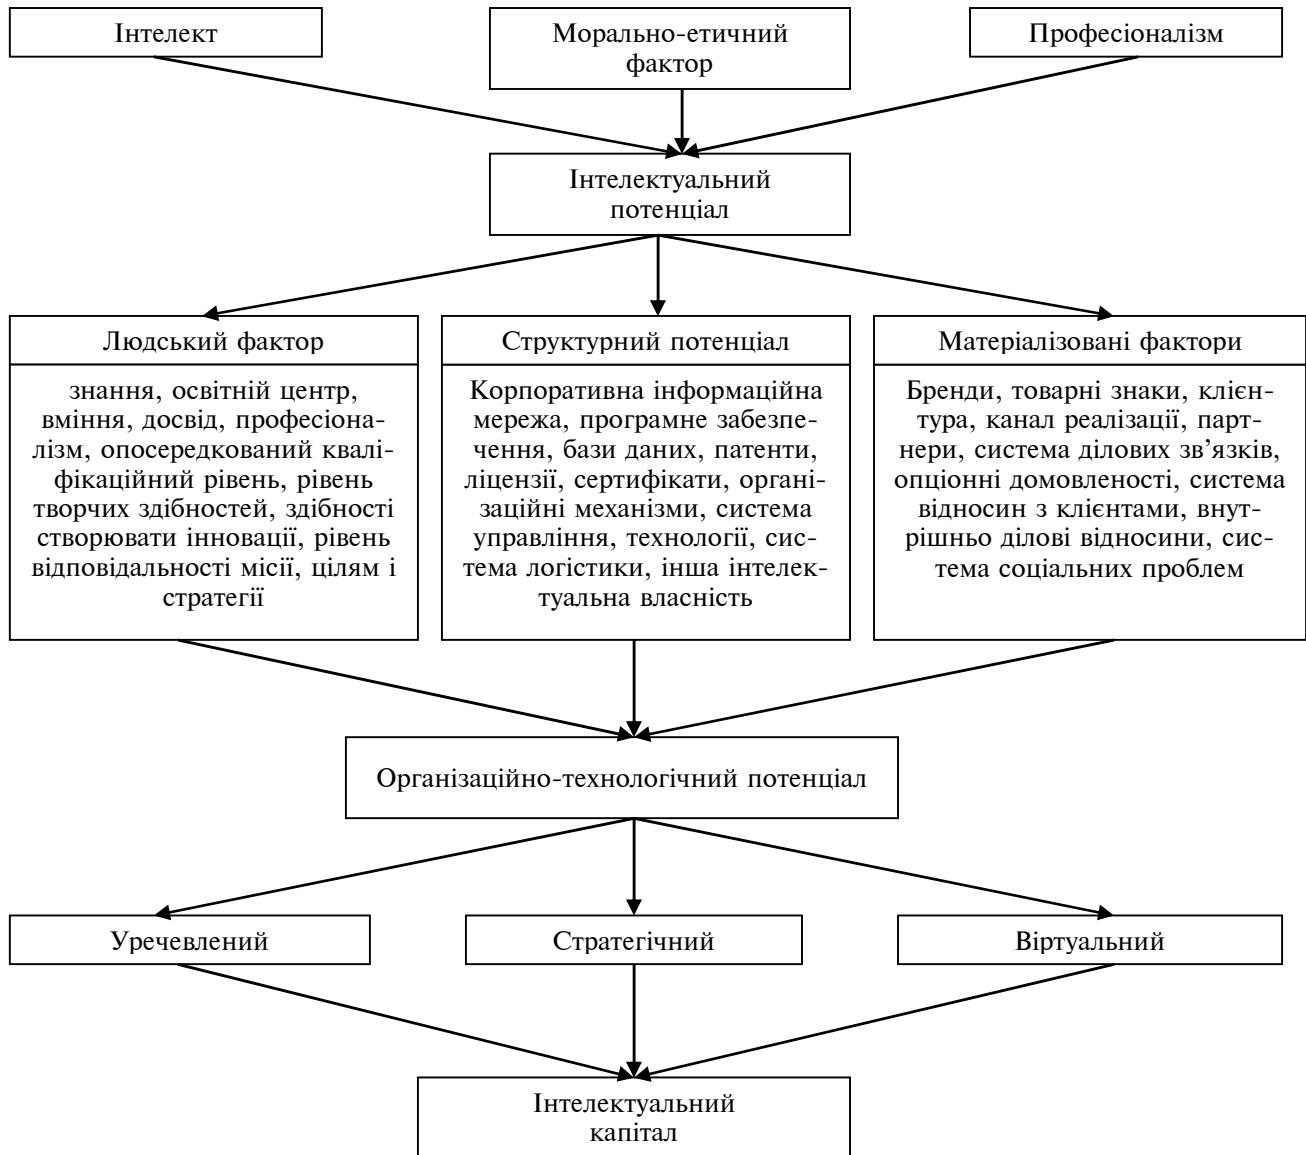 Інтелект
Морально-етичний
фактор
Професіоналізм
Інтелектуальний
потенціал
Людський фактор
знання, освітній центр,
вміння, досвід, професіона-
лізм, опосередкований квалі-
фікаційний рівень, рівень
творчих здібностей, здібності
створювати інновації, рівень
відповідальності місії, цілям і
стратегії
Структурний потенціал
Корпоративна інформаційна
мережа, програмне забезпе-
чення, бази даних, патенти,
ліцензії, сертифікати, органі-
заційні механізми, система
управління, технології, сис-
тема логістики, інша інтелек-
туальна власність
Матеріалізовані фактори
Бренди, товарні знаки, клієн-
тура, канал реалізації, парт-
нери, система ділових зв’язків,
опціонні домовленості, система
відносин з клієнтами, внут-
рішньо ділові відносини, сис-
тема соціальних проблем
Організаційно-технологічний потенціал
Уречевлений
Стратегічний
Віртуальний
Інтелектуальний
капітал